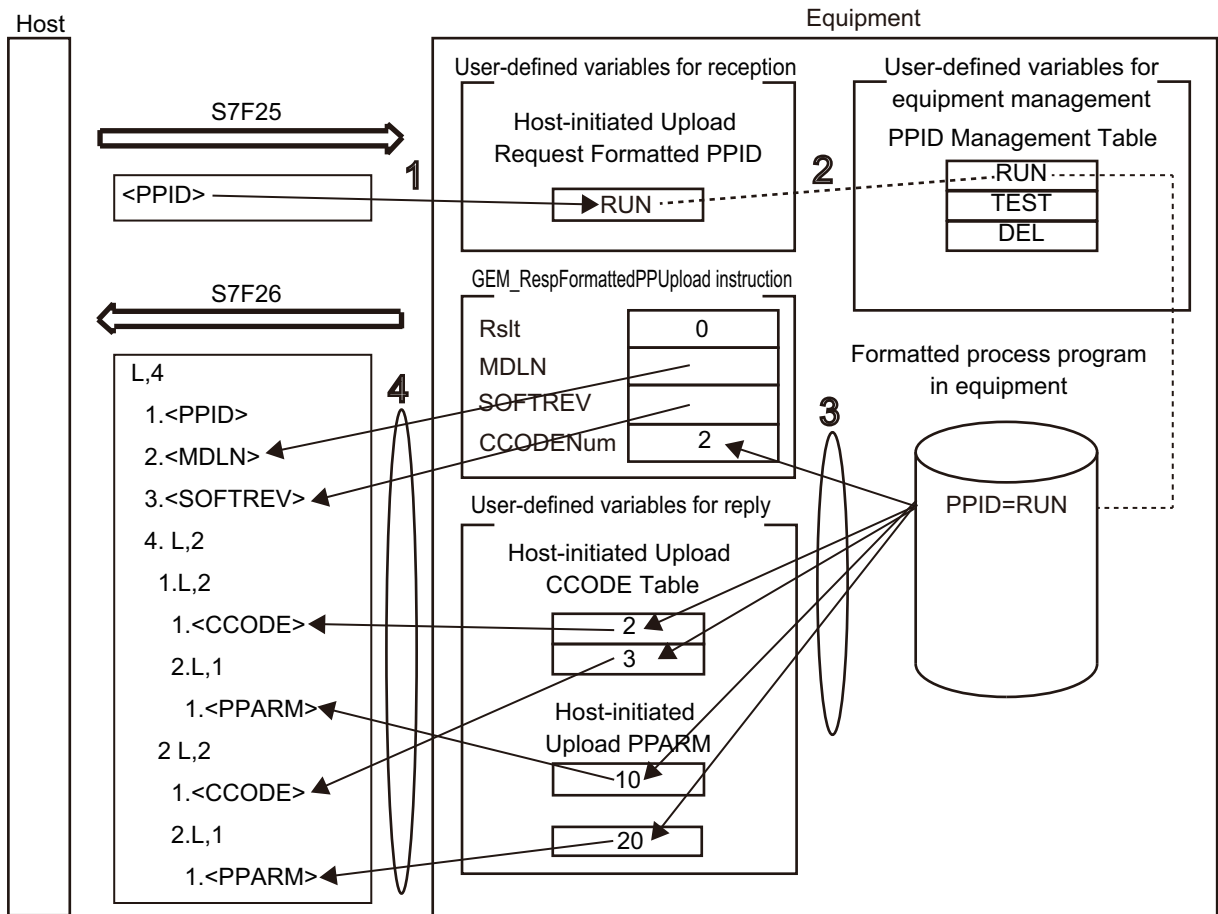 Host
Equipment
S7F25
<PPID>
1
User-defined variables for reception
Host-initiated Upload
Request Formatted PPID
RUN
2
User-defined variables for
equipment management
PPID Management Table
RUN
TEST
DEL
S7F26
L,4
1.<PPID>
2.<MDLN>
3.<SOFTREV>
4. L,2
1.L,2
1.<CCODE>
2.L,1
1.<PPARM>
2 L,2
1.<CCODE>
2.L,1
1.<PPARM>
4
GEM_RespFormattedPPUpload instruction
Rslt
0
MDLN
SOFTREV
CCODENum
2
User-defined variables for reply
Host-initiated Upload
CCODE Table
2
3
Host-initiated
Upload PPARM
10
20
3
Formatted process program
in equipment
PPID=RUN